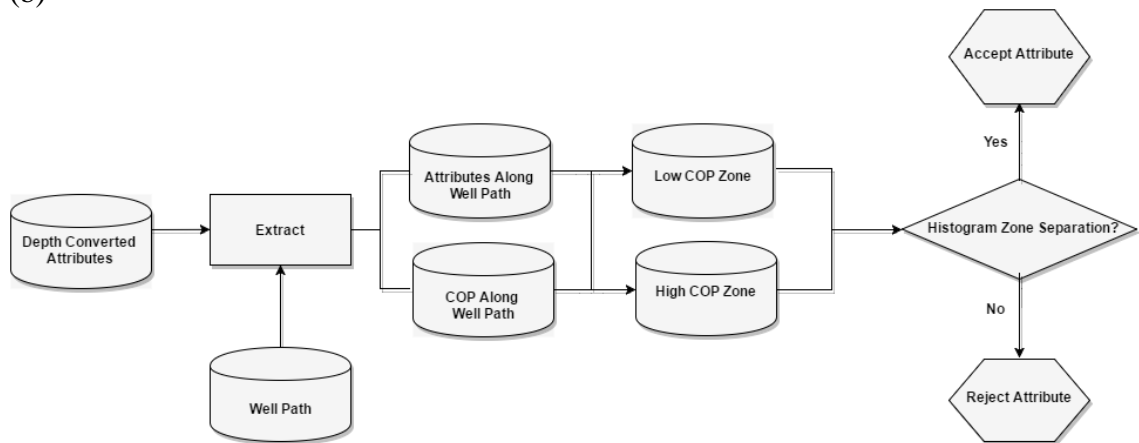 Accept Attribute
Yes
Attributes Along
Well Path
Low COP Zone
Depth Converted
Attributes
Extract
Histogram Zone Separation?
COP Along
Well Path
High COP Zone
No
Well Path
Reject Attribute